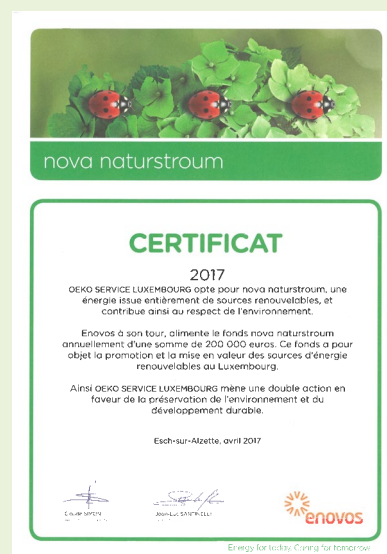 nova naturstroum
CERTIFICAT
2017
OEKO SERVICE LUXEMBOURG opte pour nova naturstroum, une
énergie issue entièrement de sources renouvelables, et
contribue ainsi au respect de l'environnement.
Enovos à son tour, alimente le fonds nova naturstroum
annuellement d'une somme de 200 000 euros. Ce fonds a pour
objet la promotion et la mise en valeur des sources d'énergie
renouvelables au Luxembourg.
Ainsi OEKO SERVICE LUXEMBOURG mène une double action en
faveur de la préservation de l'environnement et du
développement durable.
Esch-sur-Alzette, avril 2017
Jean-Luc SANTINELLI
enovos
Energy for today. Caring for tomorrow.